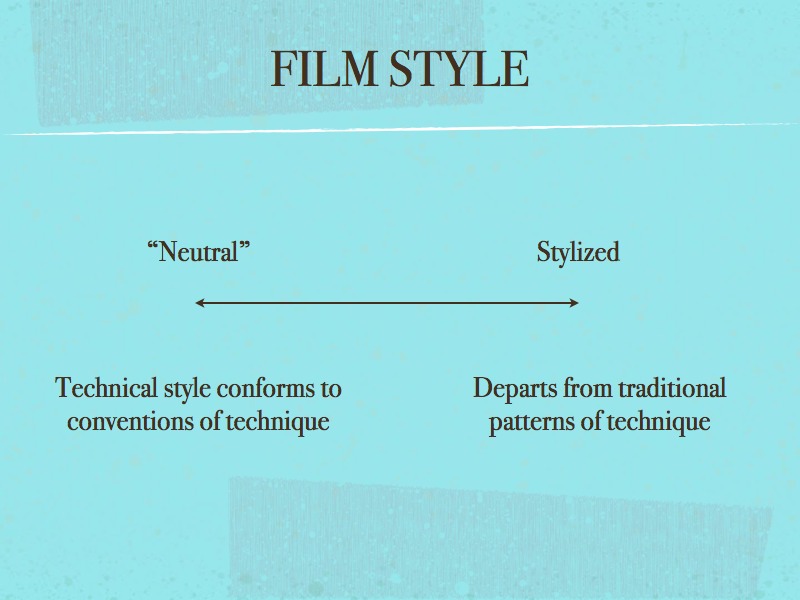 FILM STYLE
“Neutral”
Stylized
Technical style conforms to
conventions of technique
Departs from traditional
patterns of technique